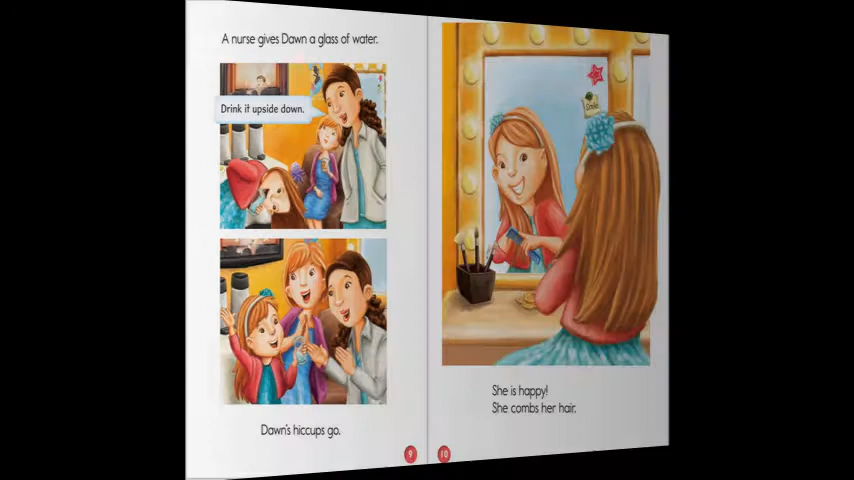 A nurse gives Dawn a glass of water.
Drink it upside down.
Dawn's hiccups go.
9
She is happy!
She combs her hair.
10